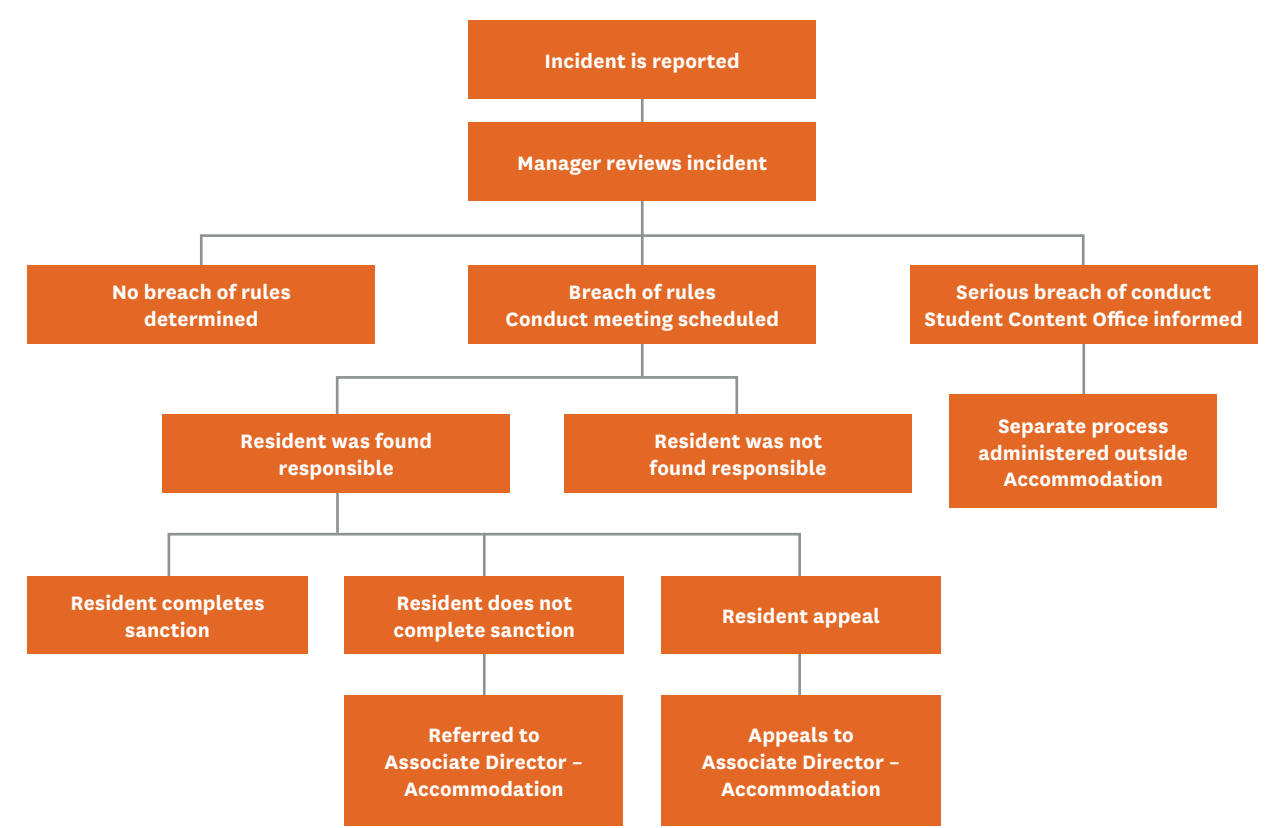 Incident is reported
Manager reviews incident
No breach of rules
determined
Breach of rules
Conduct meeting scheduled
Serious breach of conduct
Student Content Office informed
Resident was found
responsible
Resident was not
found responsible
Separate process
administered outside
Accommodation
Resident completes
sanction
Resident does not
complete sanction
Resident appeal
Referred to
Associate Director –
Accommodation
Appeals to
Associate Director –
Accommodation